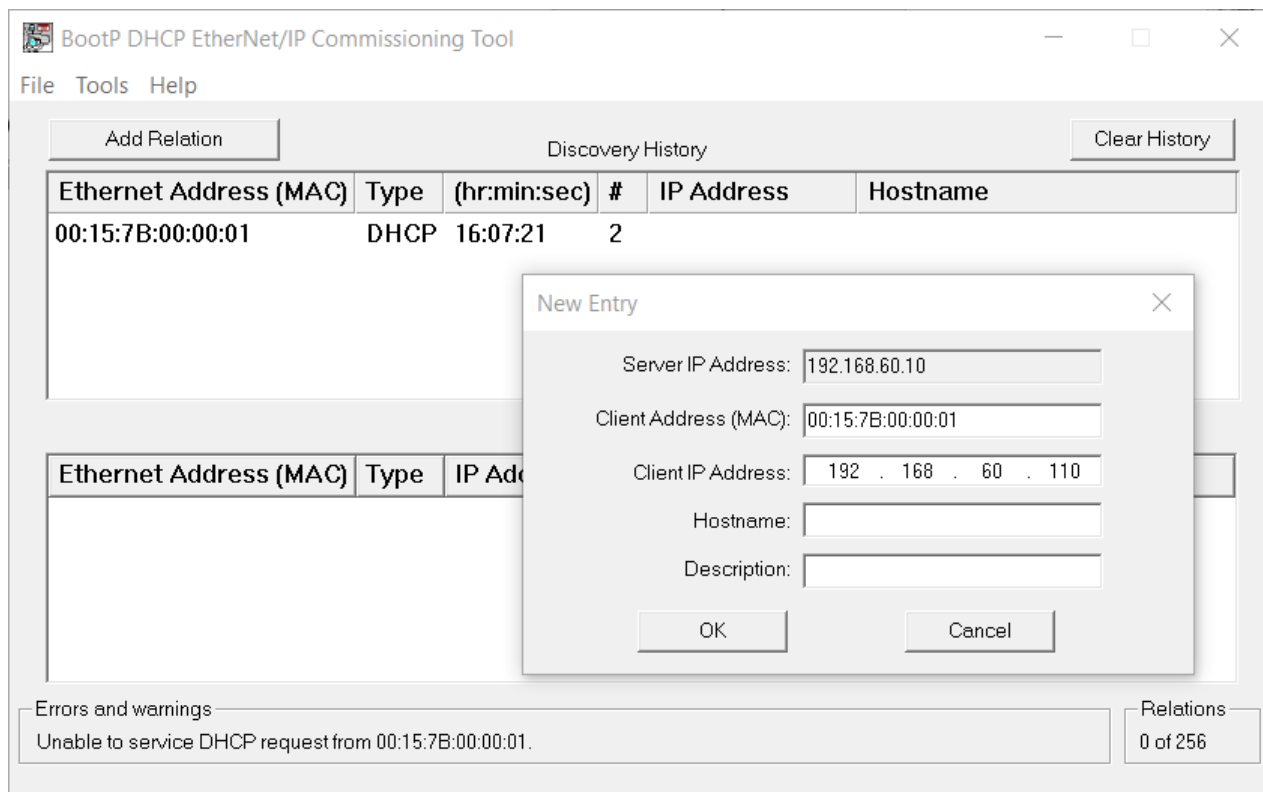 BootP DHCP EtherNet/IP Commissioning Tool
File Tools Help
Add Relation
Discovery History
Clear History
Ethernet Address (MAC) Type (hr:min:sec) # IP Address Hostname
00:15:7B:00:00:01 DHCP 16:07:21 2
New Entry
Server IP Address: 192.168.60.10
Client Address (MAC): 00:15:7B:00:00:01
Client IP Address: 192 . 168 . 60 . 110
Hostname:
Description:
OK Cancel
Ethernet Address (MAC) Type IP Add
Errors and warnings
Unable to service DHCP request from 00:15:7B:00:00:01.
Relations
0 of 256